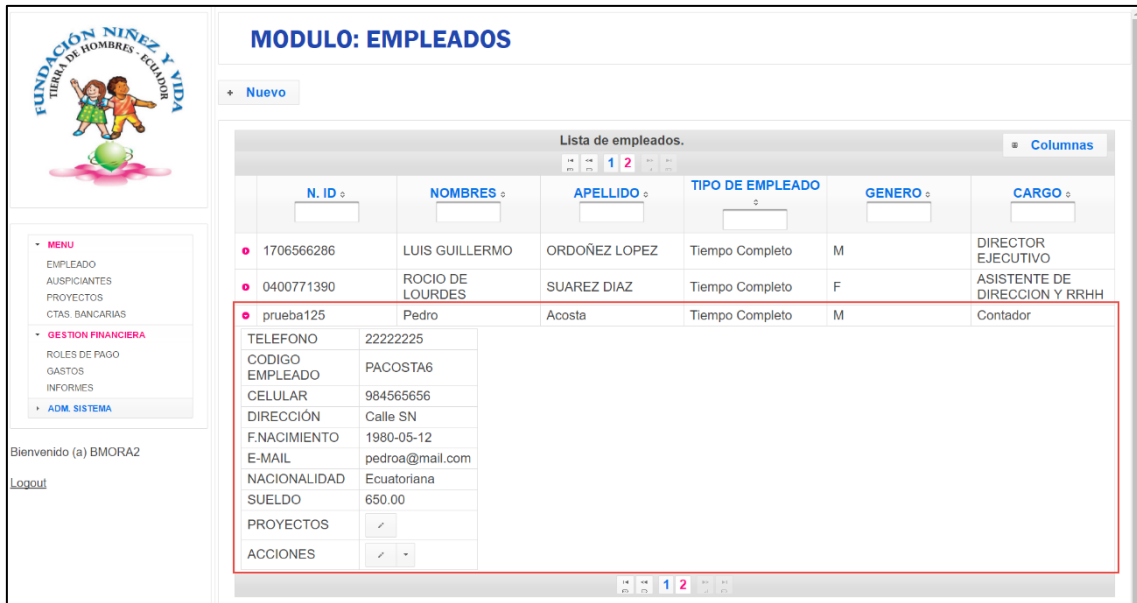 FUNDACIÓN NIÑEZ Y VIDA
TIERRA DE HOMBRES - ECUADOR
MODULO: EMPLEADOS
+ Nuevo
Lista de empleados.
Columnas
1 2
N. ID NOMBRES APELLIDO TIPO DE EMPLEADO GENERO CARGO
1706566286 LUIS GUILLERMO ORDOÑEZ LOPEZ Tiempo Completo M DIRECTOR EJECUTIVO
0400771390 ROCIO DE LOURDES SUAREZ DIAZ Tiempo Completo F ASISTENTE DE DIRECCION Y RRHH
prueba125 Pedro Acosta Tiempo Completo M Contador
TELEFONO 22222225
CODIGO EMPLEADO PACOSTA6
CELULAR 984565656
DIRECCIÓN Calle SN
F.NACIMIENTO 1980-05-12
E-MAIL pedroa@mail.com
NACIONALIDAD Ecuatoriana
SUELDO 650.00
PROYECTOS
ACCIONES
1 2
MENU
EMPLEADO
AUSPICIANTES
PROYECTOS
CTAS. BANCARIAS
GESTION FINANCIERA
ROLES DE PAGO
GASTOS
INFORMES
ADM. SISTEMA
Bienvenido (a) BMORA2
Logout